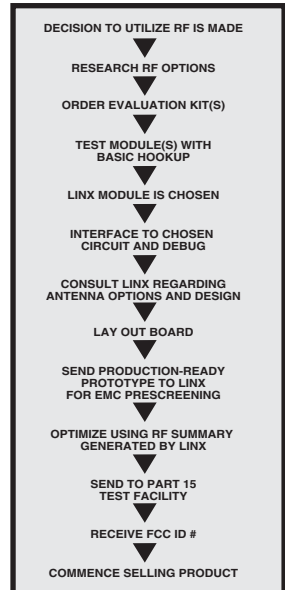 DECISION TO UTILIZE RF IS MADE
RESEARCH RF OPTIONS
ORDER EVALUATION KIT(S)
TEST MODULE(S) WITH
BASIC HOOKUP
LINX MODULE IS CHOSEN
INTERFACE TO CHOSEN
CIRCUIT AND DEBUG
CONSULT LINX REGARDING
ANTENNA OPTIONS AND DESIGN
LAY OUT BOARD
SEND PRODUCTION-READY
PROTOTYPE TO LINX
FOR EMC PRESCREENING
OPTIMIZE USING RF SUMMARY
GENERATED BY LINX
SEND TO PART 15
TEST FACILITY
RECEIVE FCC ID #
COMMENCE SELLING PRODUCT